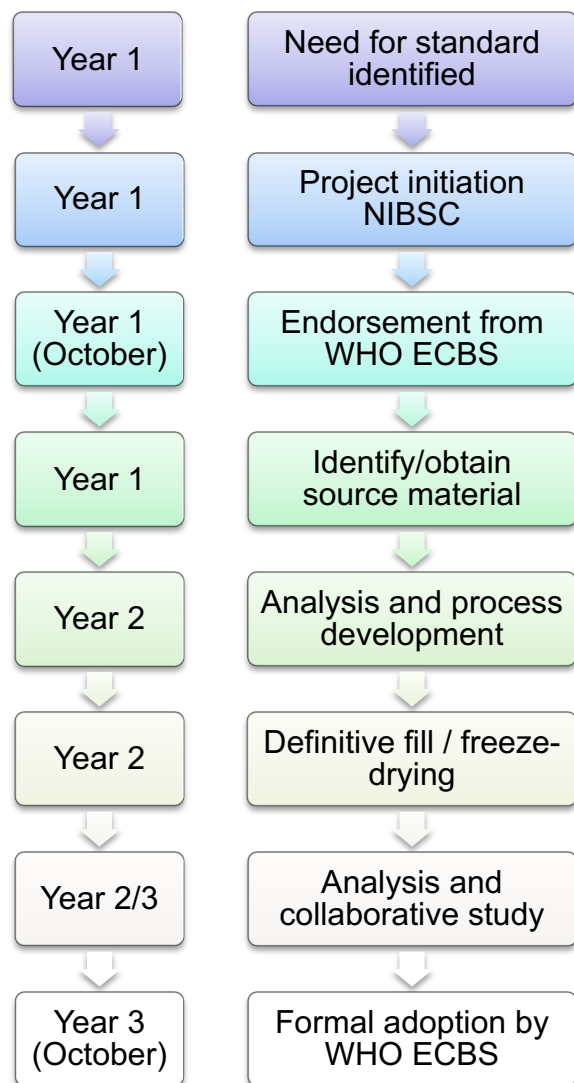 Year 1
Need for standard
identified
Year 1
Project initiation
NIBSC
Year 1
(October)
Endorsement from
WHO ECBS
Year 1
Identify/obtain
source material
Year 2
Analysis and process
development
Year 2
Definitive fill / freeze-
drying
Year 2/3
Analysis and
collaborative study
Year 3
(October)
Formal adoption by
WHO ECBS